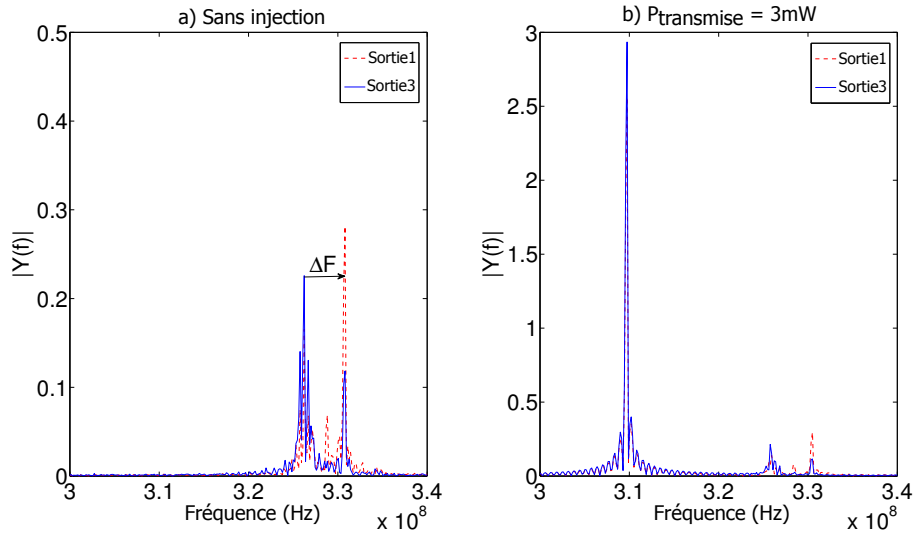 a) Sans injection
0.5
0.4
0.3
0.2
0.1
0
3
3.1
3.2
3.3
3.4
x 10^8
|Y(f)|
Fréquence (Hz)
Sortie1
Sortie3
ΔF
b) Ptransmise = 3mW
3
2.5
2
1.5
1
0.5
0
3
3.1
3.2
3.3
3.4
x 10^8
|Y(f)|
Fréquence (Hz)
Sortie1
Sortie3